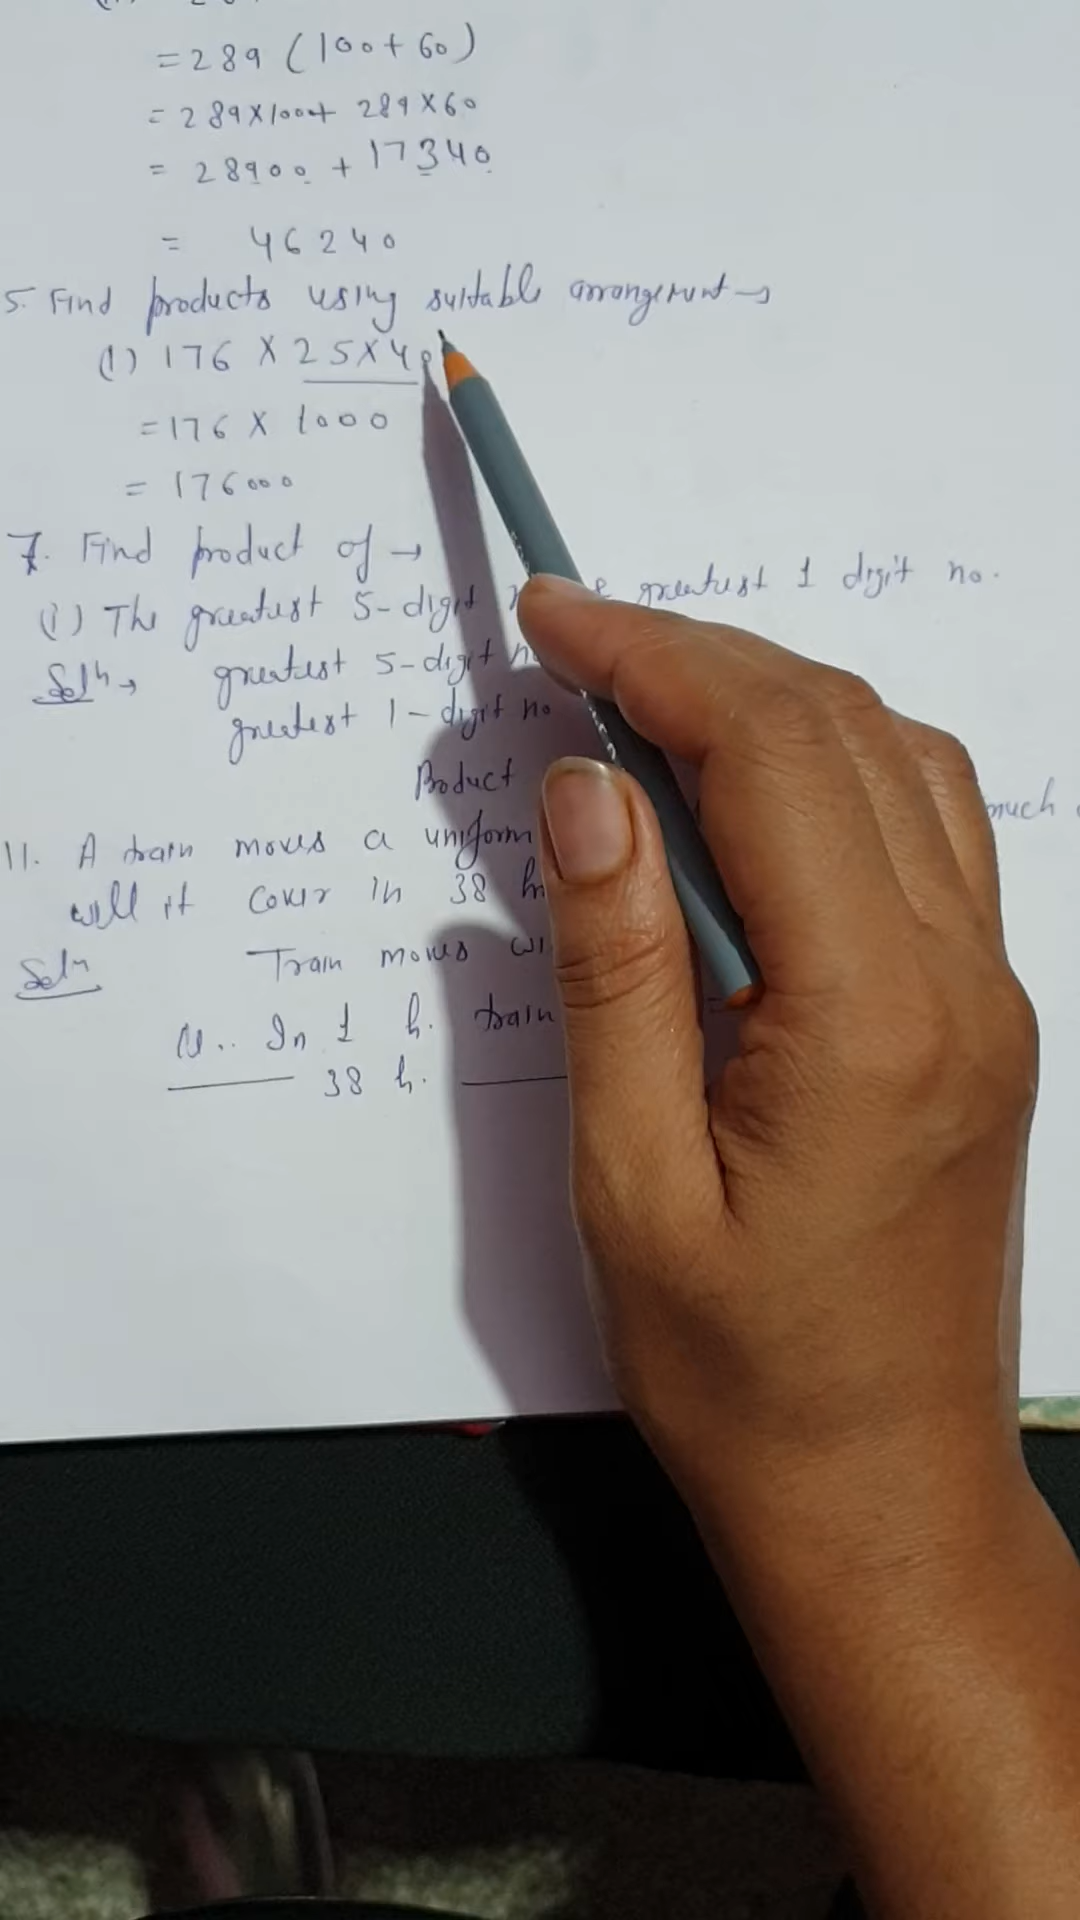 =289 (100+60)
= 289×100+ 289×60
= 28900 + 17340
= 46240
5. Find products using suitable arrangement→
(i) 176 × 25×40
=176 × 1000
= 176000
7. Find product of →
(i) The greatest 5-digit greatest 1 digit no.
Solⁿ→ greatest 5-digit no
greatest 1-digit no
Product
much
11. A train moves a uniform
will it cover in 38
Solⁿ Train moves
In 1 h. train
38 h.